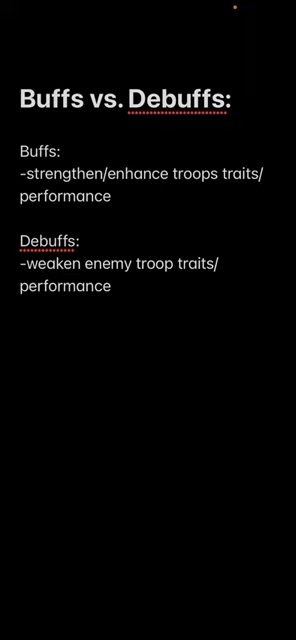 Buffs vs. Debuffs:
Buffs:
-strengthen/enhance troops traits/
performance
Debuffs:
-weaken enemy troop traits/
performance